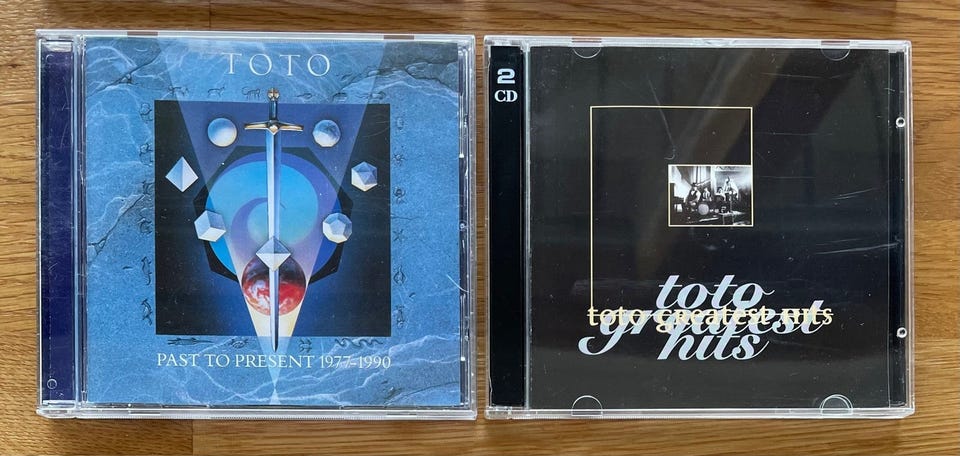 TOTO
PAST TO PRESENT 1977-1990
2
CD
toto
greatest
hits
toto greatest hits